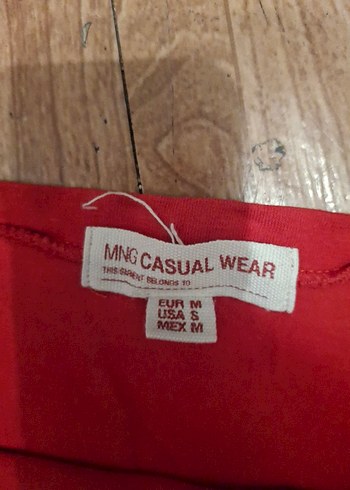 MNG CASUAL WEAR
THIS GARMENT BELONGS TO
EUR M
USA S
MEX M